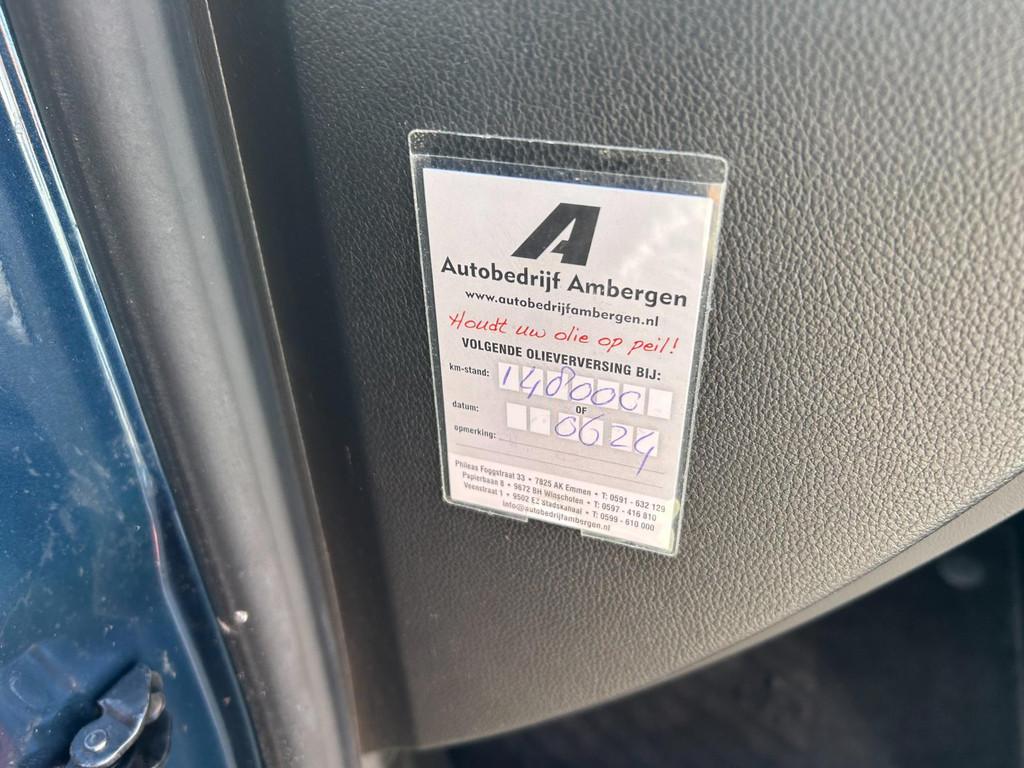 A
Autobedrijf Ambergen
www.autobedrijfambergen.nl
Houdt uw olie op peil!
VOLGENDE OLIEVERVERSING BIJ:
km-stand: 148000
OF
datum: 0624
opmerking:
Phileas Foggstraat 33 • 7825 AK Emmen • T: 0591 - 632 129
Papierbaan 8 • 9672 BH Winschoten • T: 0597 - 416 810
Veenstraat 1 • 9502 EZ Stadskanaal • T: 0599 - 610 000
info@autobedrijfambergen.nl